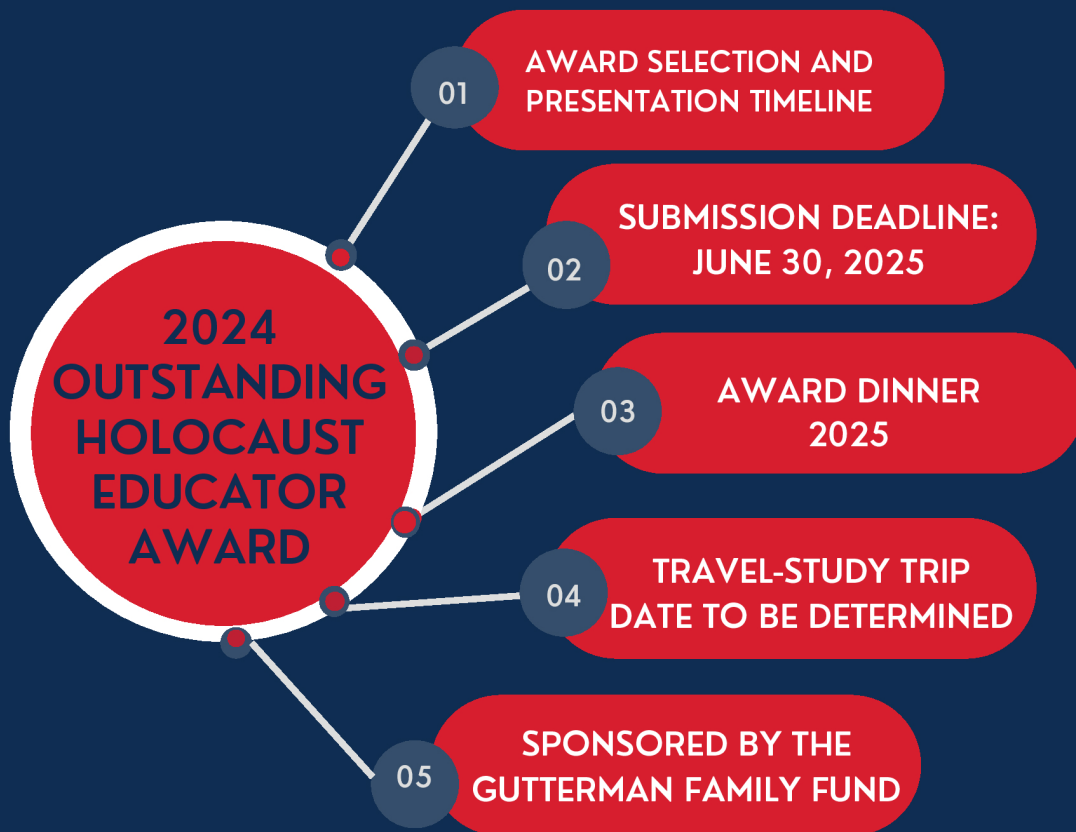 2024
OUTSTANDING
HOLOCAUST
EDUCATOR
AWARD
01
AWARD SELECTION AND
PRESENTATION TIMELINE
02
SUBMISSION DEADLINE:
JUNE 30, 2025
03
AWARD DINNER
2025
04
TRAVEL-STUDY TRIP
DATE TO BE DETERMINED
05
SPONSORED BY THE
GUTTERMAN FAMILY FUND